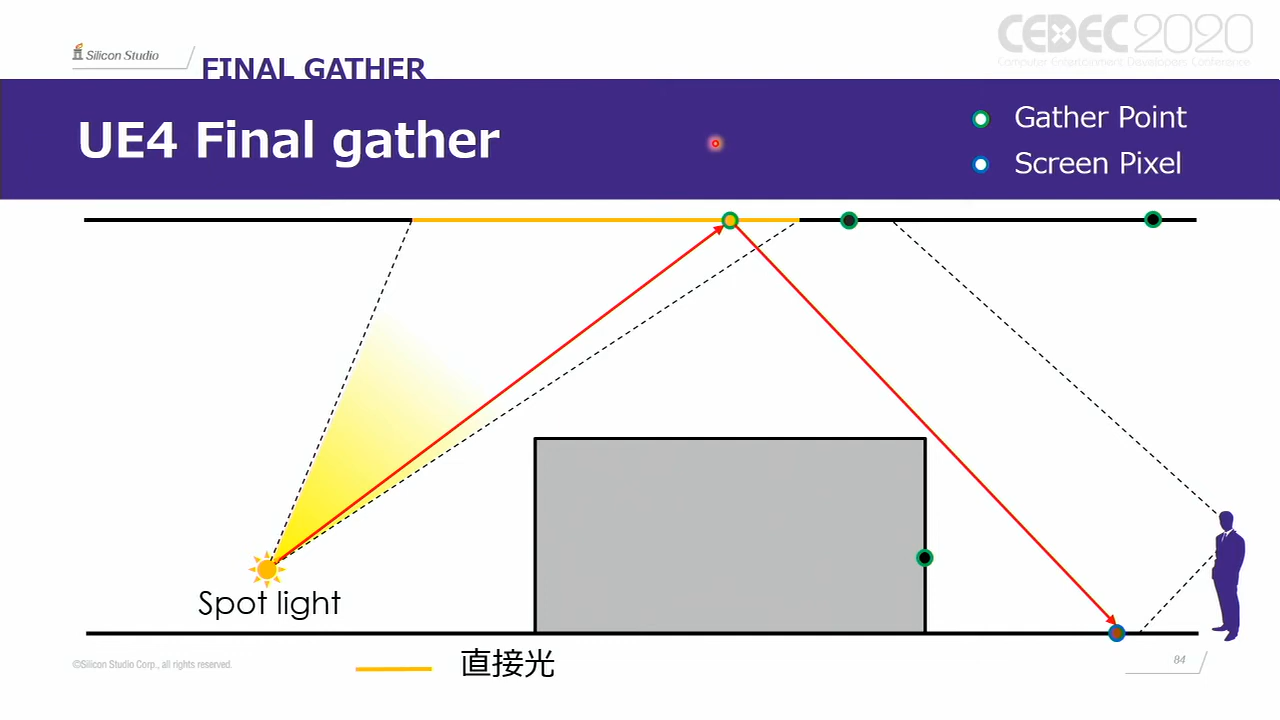 Silicon Studio
CEDEC2020
Computer Entertainment Developers Conference
FINAL GATHER
UE4 Final gather
Gather Point
Screen Pixel
Spot light
直接光
©Silicon Studio Corp., all rights reserved.
84